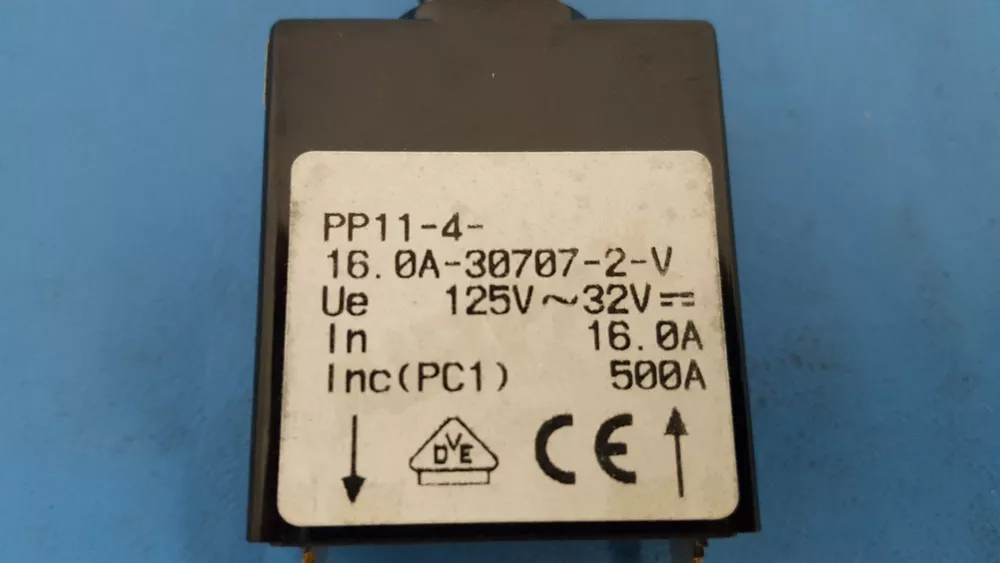 PP11-4-
16.0A-30707-2-V
Ue 125V~32V⎓
In 16.0A
Inc(PC1) 500A
DVE CE